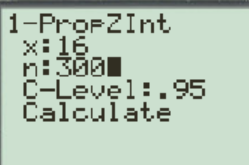 1-PropZInt
x:16
n:300
C-Level:.95
Calculate